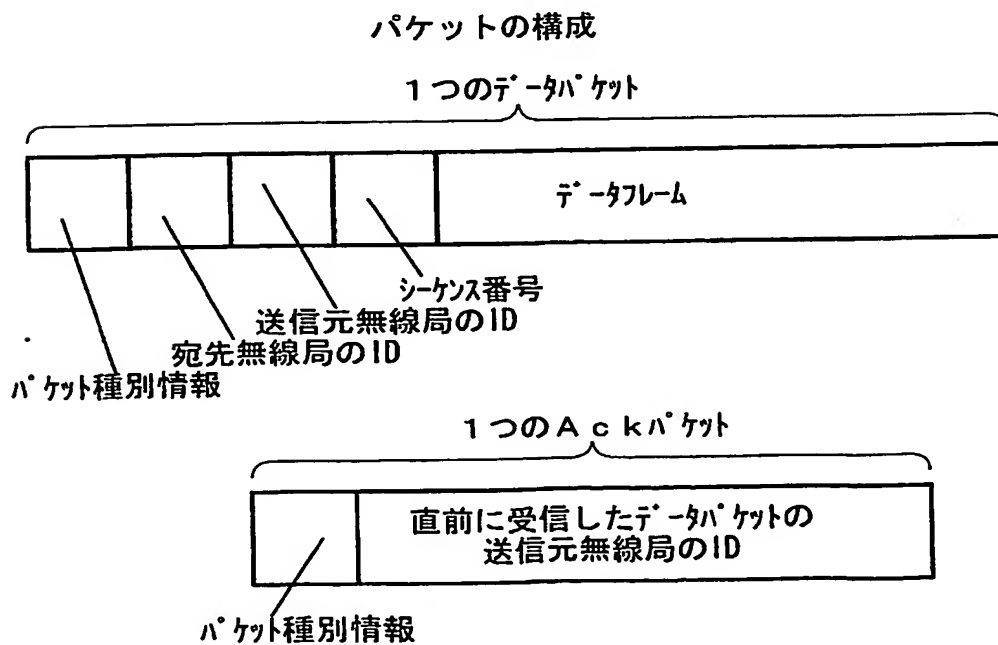 パケットの構成
1つのデータパケット
データフレーム
シーケンス番号
送信元無線局のID
宛先無線局のID
パケット種別情報
1つのAckパケット
直前に受信したデータパケットの
送信元無線局のID
パケット種別情報